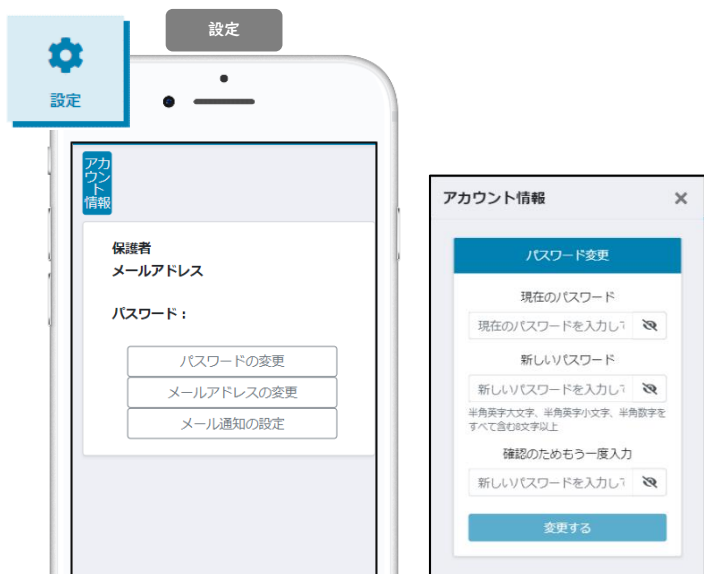 設定
設定
アカ
ウン
ト
情報
保護者
メールアドレス
パスワード：
パスワードの変更
メールアドレスの変更
メール通知の設定
アカウント情報
パスワード変更
現在のパスワード
現在のパスワードを入力して
新しいパスワード
新しいパスワードを入力して
半角英字大文字、半角英字小文字、半角数字を
すべて含む8文字以上
確認のためもう一度入力
新しいパスワードを入力して
変更する